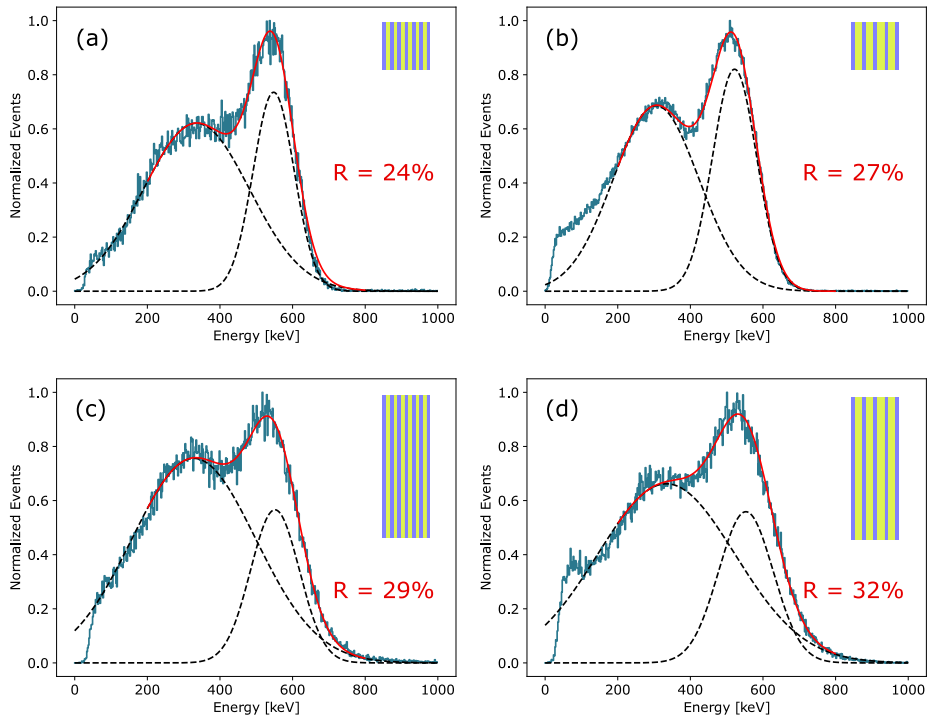 (a)
R = 24%
Normalized Events
1.0
0.8
0.6
0.4
0.2
0.0
0 200 400 600 800 1000
Energy [keV]
(b)
R = 27%
Normalized Events
1.0
0.8
0.6
0.4
0.2
0.0
0 200 400 600 800 1000
Energy [keV]
(c)
R = 29%
Normalized Events
1.0
0.8
0.6
0.4
0.2
0.0
0 200 400 600 800 1000
Energy [keV]
(d)
R = 32%
Normalized Events
1.0
0.8
0.6
0.4
0.2
0.0
0 200 400 600 800 1000
Energy [keV]